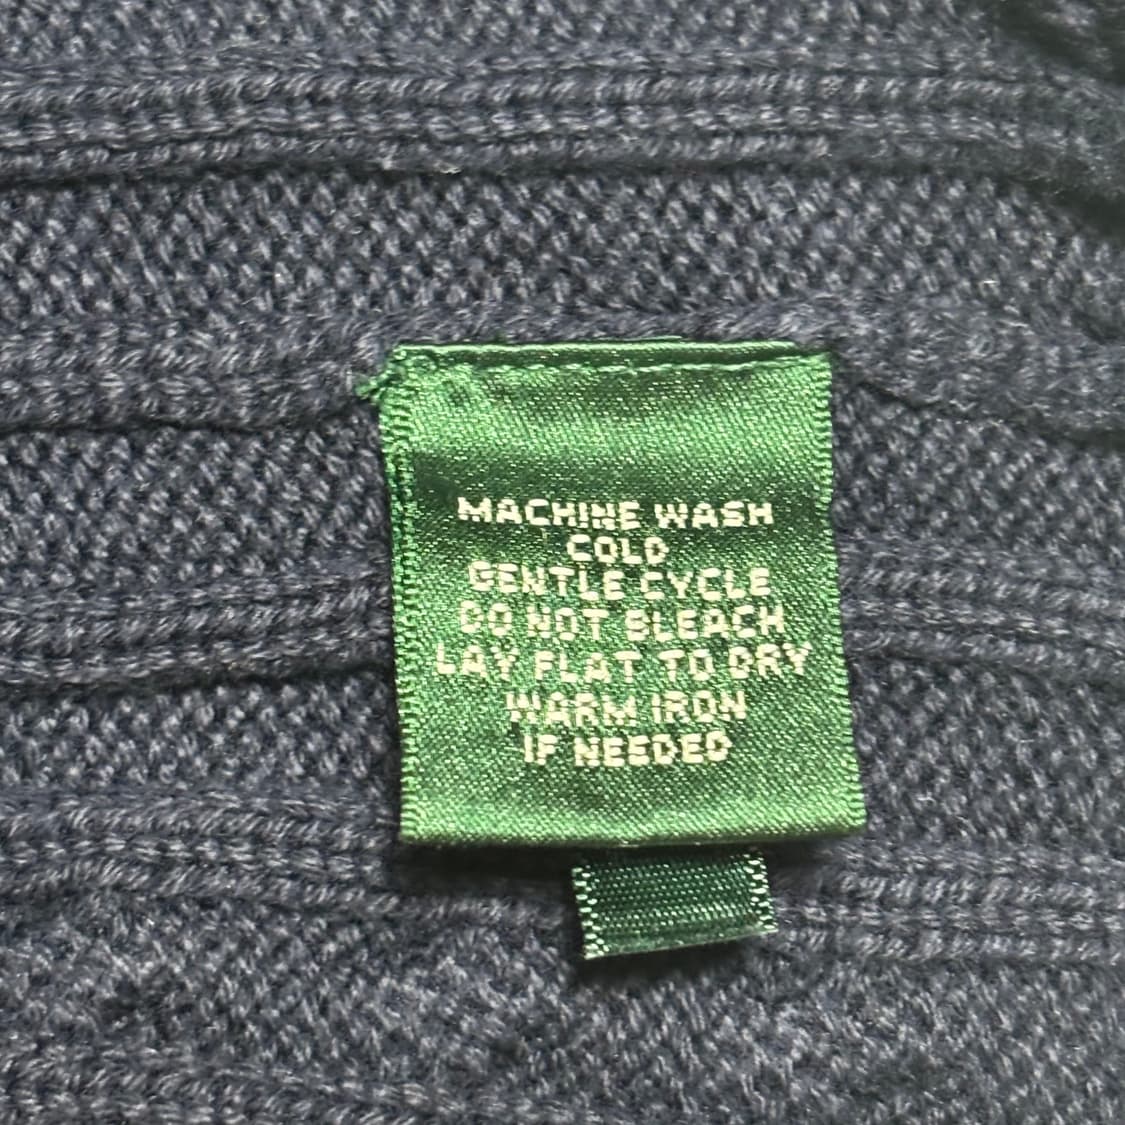 MACHINE WASH
COLD
GENTLE CYCLE
DO NOT BLEACH
LAY FLAT TO DRY
WARM IRON
IF NEEDED